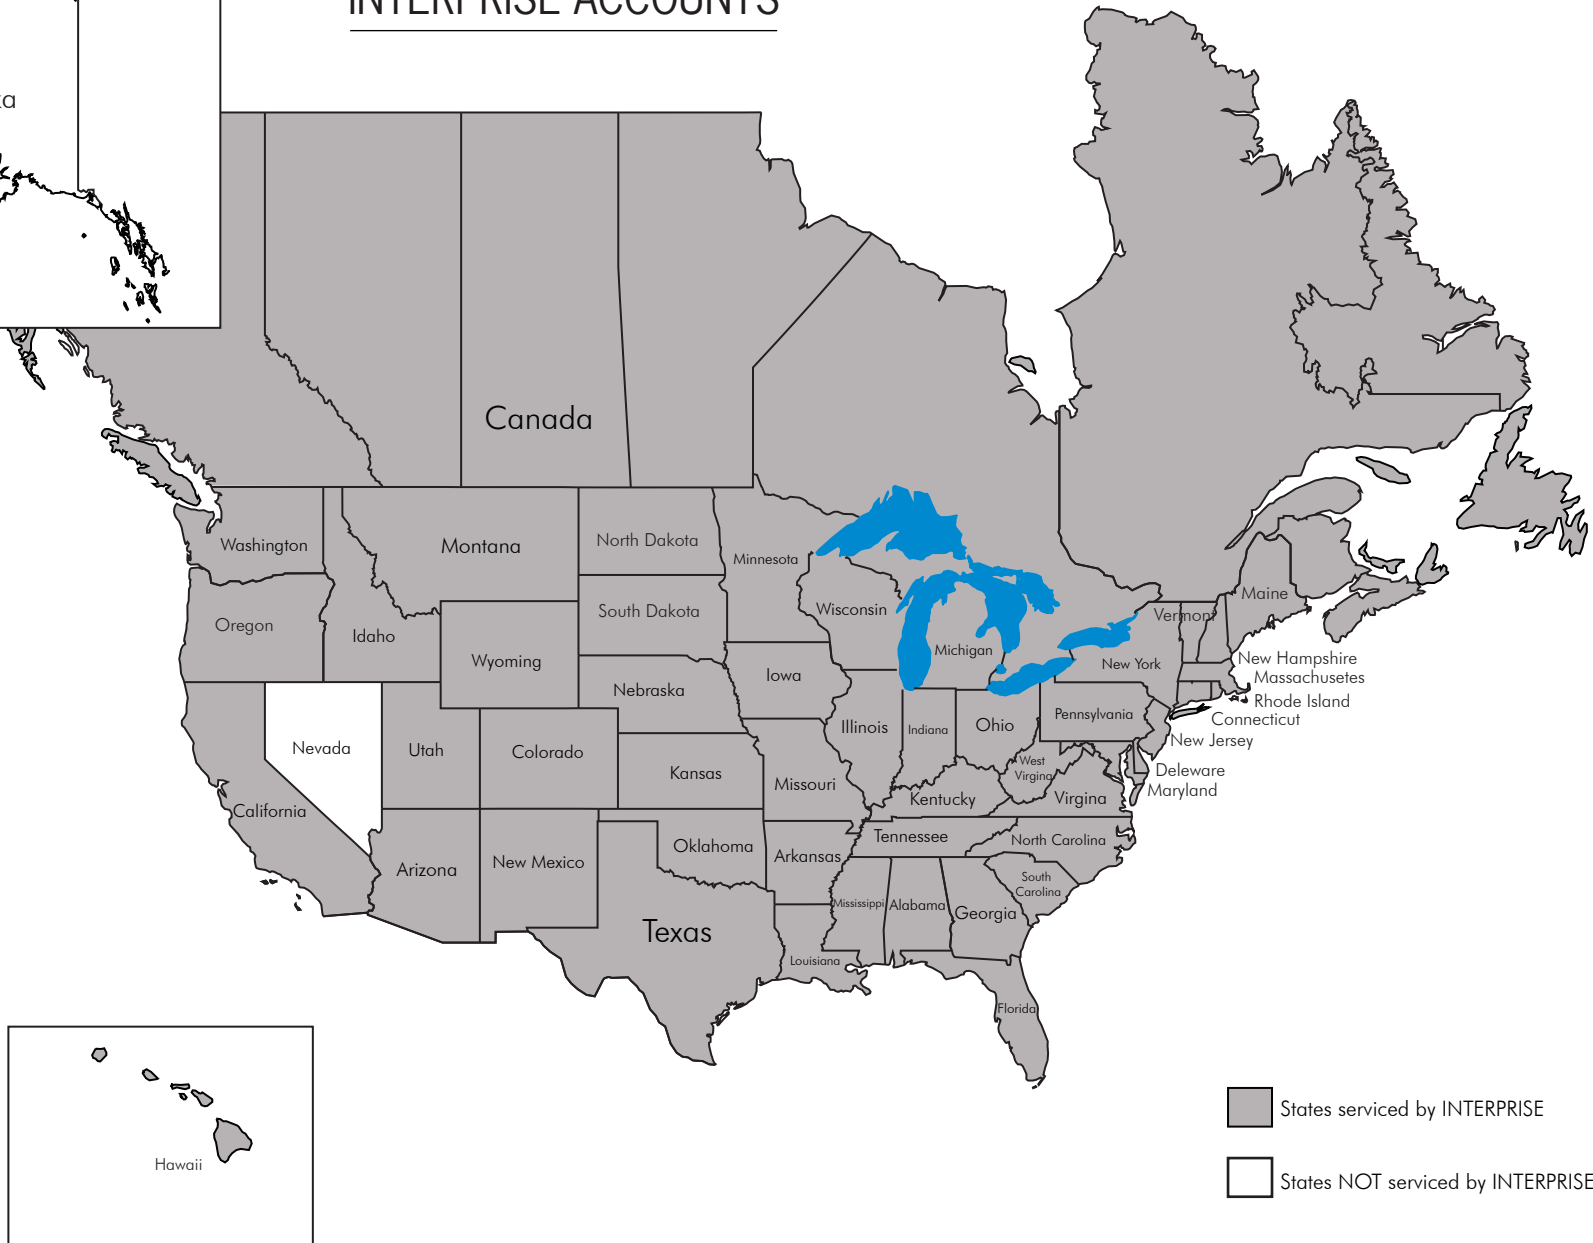 INTERPRISE ACCOUNTS
Canada
Washington
Montana
North Dakota
Minnesota
Oregon
Idaho
South Dakota
Wisconsin
Wyoming
Michigan
Maine
Vermont
New York
New Hampshire
Massachusetes
Rhode Island
Connecticut
New Jersey
Deleware
Maryland
Nebraska
Iowa
Illinois
Indiana
Ohio
Pennsylvania
Nevada
Utah
Colorado
Kansas
Missouri
West
Virgina
Virgina
Kentucky
California
Arizona
New Mexico
Oklahoma
Arkansas
Tennessee
North Carolina
South
Carolina
Mississippi
Alabama
Georgia
Texas
Louisiana
Florida
Hawaii
States serviced by INTERPRISE
States NOT serviced by INTERPRISE